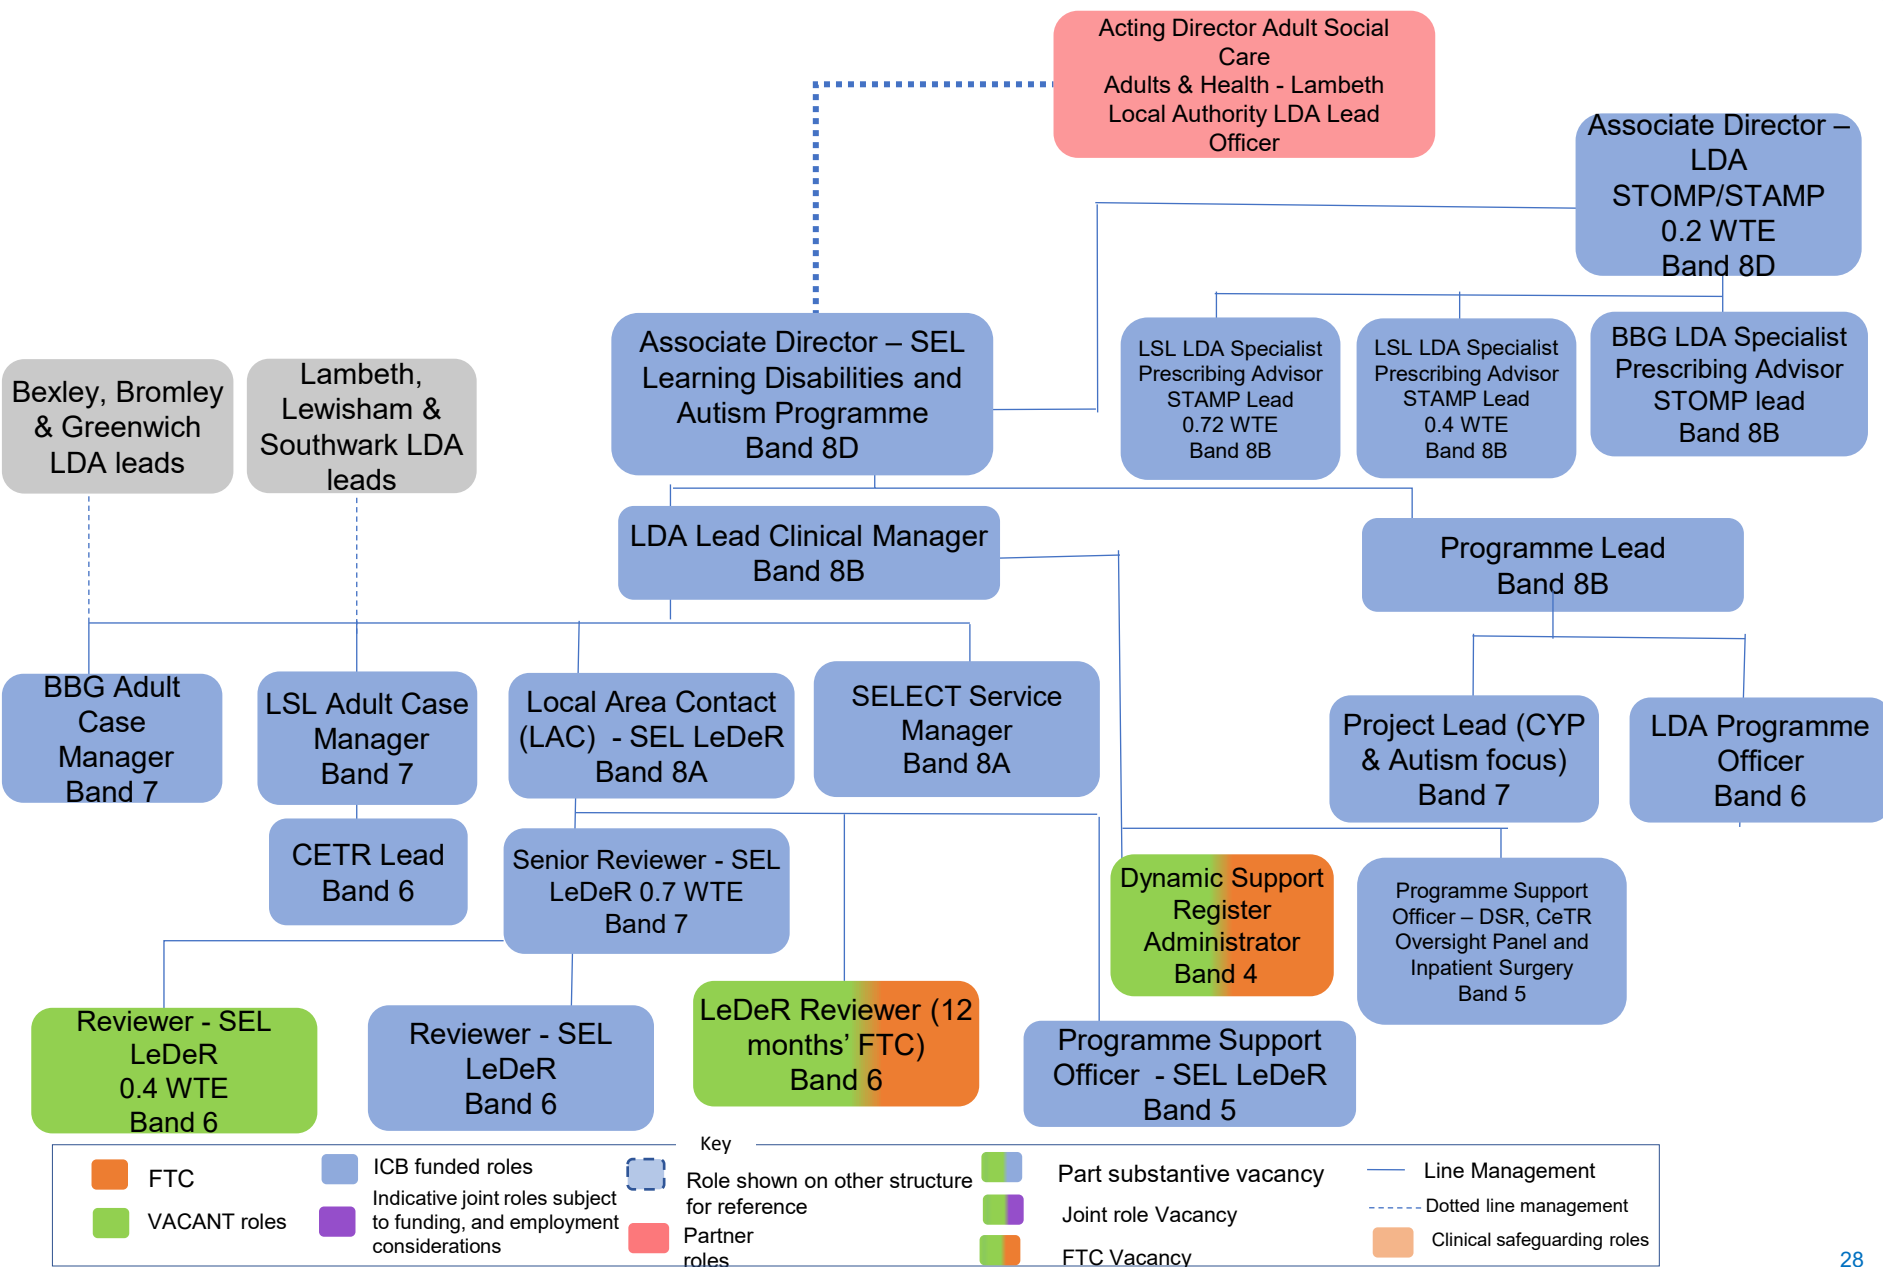 Acting Director Adult Social
Care
Adults & Health - Lambeth
Local Authority LDA Lead
Officer
Associate Director –
LDA
STOMP/STAMP
0.2 WTE
Band 8D
Associate Director – SEL
Learning Disabilities and
Autism Programme
Band 8D
LSL LDA Specialist
Prescribing Advisor
STAMP Lead
0.72 WTE
Band 8B
LSL LDA Specialist
Prescribing Advisor
STAMP Lead
0.4 WTE
Band 8B
BBG LDA Specialist
Prescribing Advisor
STOMP lead
Band 8B
Bexley, Bromley
& Greenwich
LDA leads
Lambeth,
Lewisham &
Southwark LDA
leads
LDA Lead Clinical Manager
Band 8B
Programme Lead
Band 8B
BBG Adult
Case
Manager
Band 7
LSL Adult Case
Manager
Band 7
Local Area Contact
(LAC)  - SEL LeDeR
Band 8A
SELECT Service
Manager
Band 8A
Project Lead (CYP
& Autism focus)
Band 7
LDA Programme
Officer
Band 6
CETR Lead
Band 6
Senior Reviewer - SEL
LeDeR 0.7 WTE
Band 7
Dynamic Support
Register
Administrator
Band 4
Programme Support
Officer – DSR, CeTR
Oversight Panel and
Inpatient Surgery
Band 5
Reviewer - SEL
LeDeR
0.4 WTE
Band 6
Reviewer - SEL
LeDeR
Band 6
LeDeR Reviewer (12
months' FTC)
Band 6
Programme Support
Officer  - SEL LeDeR
Band 5
Key
FTC
VACANT roles
ICB funded roles
Indicative joint roles subject
to funding, and employment
considerations
Role shown on other structure
for reference
Partner
roles
Part substantive vacancy
Joint role Vacancy
FTC Vacancy
Line Management
Dotted line management
Clinical safeguarding roles
28